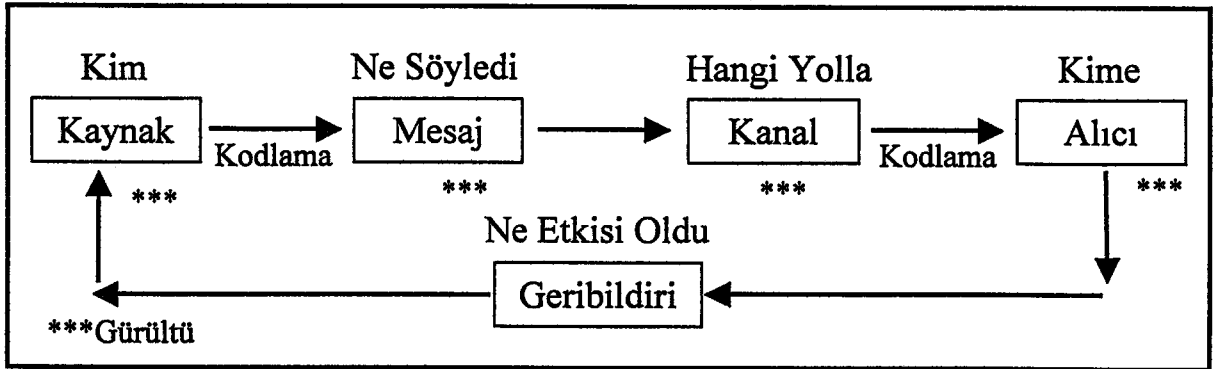 Kim Ne Söyledi Hangi Yolla Kime
Kaynak Mesaj Kanal Alıcı
Kodlama Kodlama
*** *** *** ***
Ne Etkisi Oldu
Geribildiri
***Gürültü